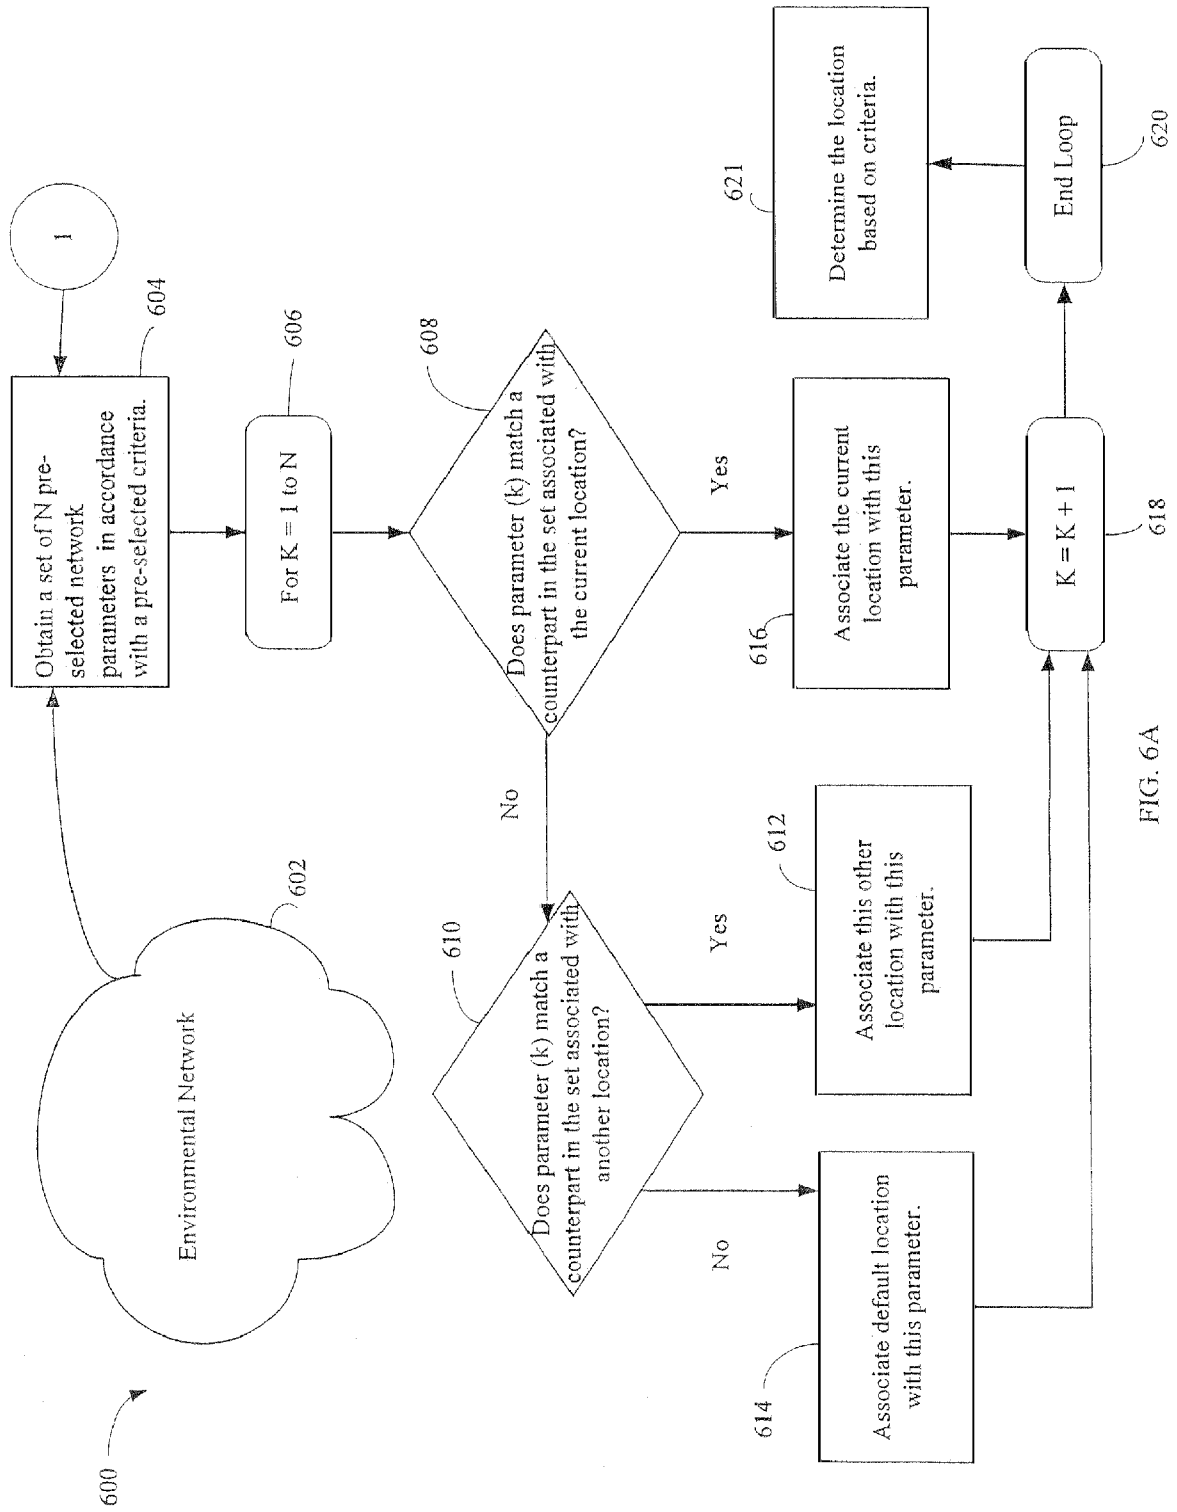 600
Environmental Network
602
Obtain a set of N pre-
selected network
parameters in accordance
with a pre-selected criteria.
1
604
For K = 1 to N
606
Does parameter (k) match a
counterpart in the set associated with
the current location?
608
No
Yes
Does parameter (k) match a
counterpart in the set associated with
another location?
610
No
Yes
Associate default location
with this parameter.
614
Associate this other
location with this
parameter.
612
Associate the current
location with this
parameter.
616
K = K + 1
618
End Loop
620
Determine the location
based on criteria.
621
FIG. 6A